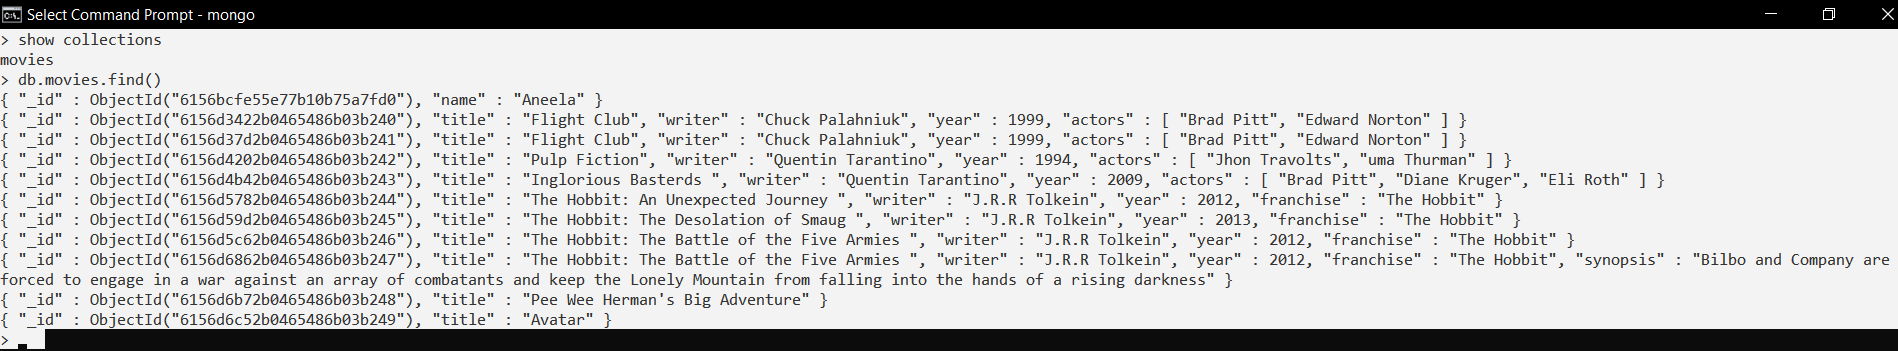 Select Command Prompt - mongo
> show collections
movies
> db.movies.find()
{ "_id" : ObjectId("6156bcfe55e77b10b75a7fd0"), "name" : "Aneela" }
{ "_id" : ObjectId("6156d3422b0465486b03b240"), "title" : "Flight Club", "writer" : "Chuck Palahniuk", "year" : 1999, "actors" : [ "Brad Pitt", "Edward Norton" ] }
{ "_id" : ObjectId("6156d37d2b0465486b03b241"), "title" : "Flight Club", "writer" : "Chuck Palahniuk", "year" : 1999, "actors" : [ "Brad Pitt", "Edward Norton" ] }
{ "_id" : ObjectId("6156d4202b0465486b03b242"), "title" : "Pulp Fiction", "writer" : "Quentin Tarantino", "year" : 1994, "actors" : [ "Jhon Travolts", "uma Thurman" ] }
{ "_id" : ObjectId("6156d4b42b0465486b03b243"), "title" : "Inglorious Basterds ", "writer" : "Quentin Tarantino", "year" : 2009, "actors" : [ "Brad Pitt", "Diane Kruger", "Eli Roth" ] }
{ "_id" : ObjectId("6156d5782b0465486b03b244"), "title" : "The Hobbit: An Unexpected Journey ", "writer" : "J.R.R Tolkein", "year" : 2012, "franchise" : "The Hobbit" }
{ "_id" : ObjectId("6156d59d2b0465486b03b245"), "title" : "The Hobbit: The Desolation of Smaug ", "writer" : "J.R.R Tolkein", "year" : 2013, "franchise" : "The Hobbit" }
{ "_id" : ObjectId("6156d5c62b0465486b03b246"), "title" : "The Hobbit: The Battle of the Five Armies ", "writer" : "J.R.R Tolkein", "year" : 2012, "franchise" : "The Hobbit" }
{ "_id" : ObjectId("6156d6862b0465486b03b247"), "title" : "The Hobbit: The Battle of the Five Armies ", "writer" : "J.R.R Tolkein", "year" : 2012, "franchise" : "The Hobbit", "synopsis" : "Bilbo and Company are
forced to engage in a war against an array of combatants and keep the Lonely Mountain from falling into the hands of a rising darkness" }
{ "_id" : ObjectId("6156d6b72b0465486b03b248"), "title" : "Pee Wee Herman's Big Adventure" }
{ "_id" : ObjectId("6156d6c52b0465486b03b249"), "title" : "Avatar" }
>